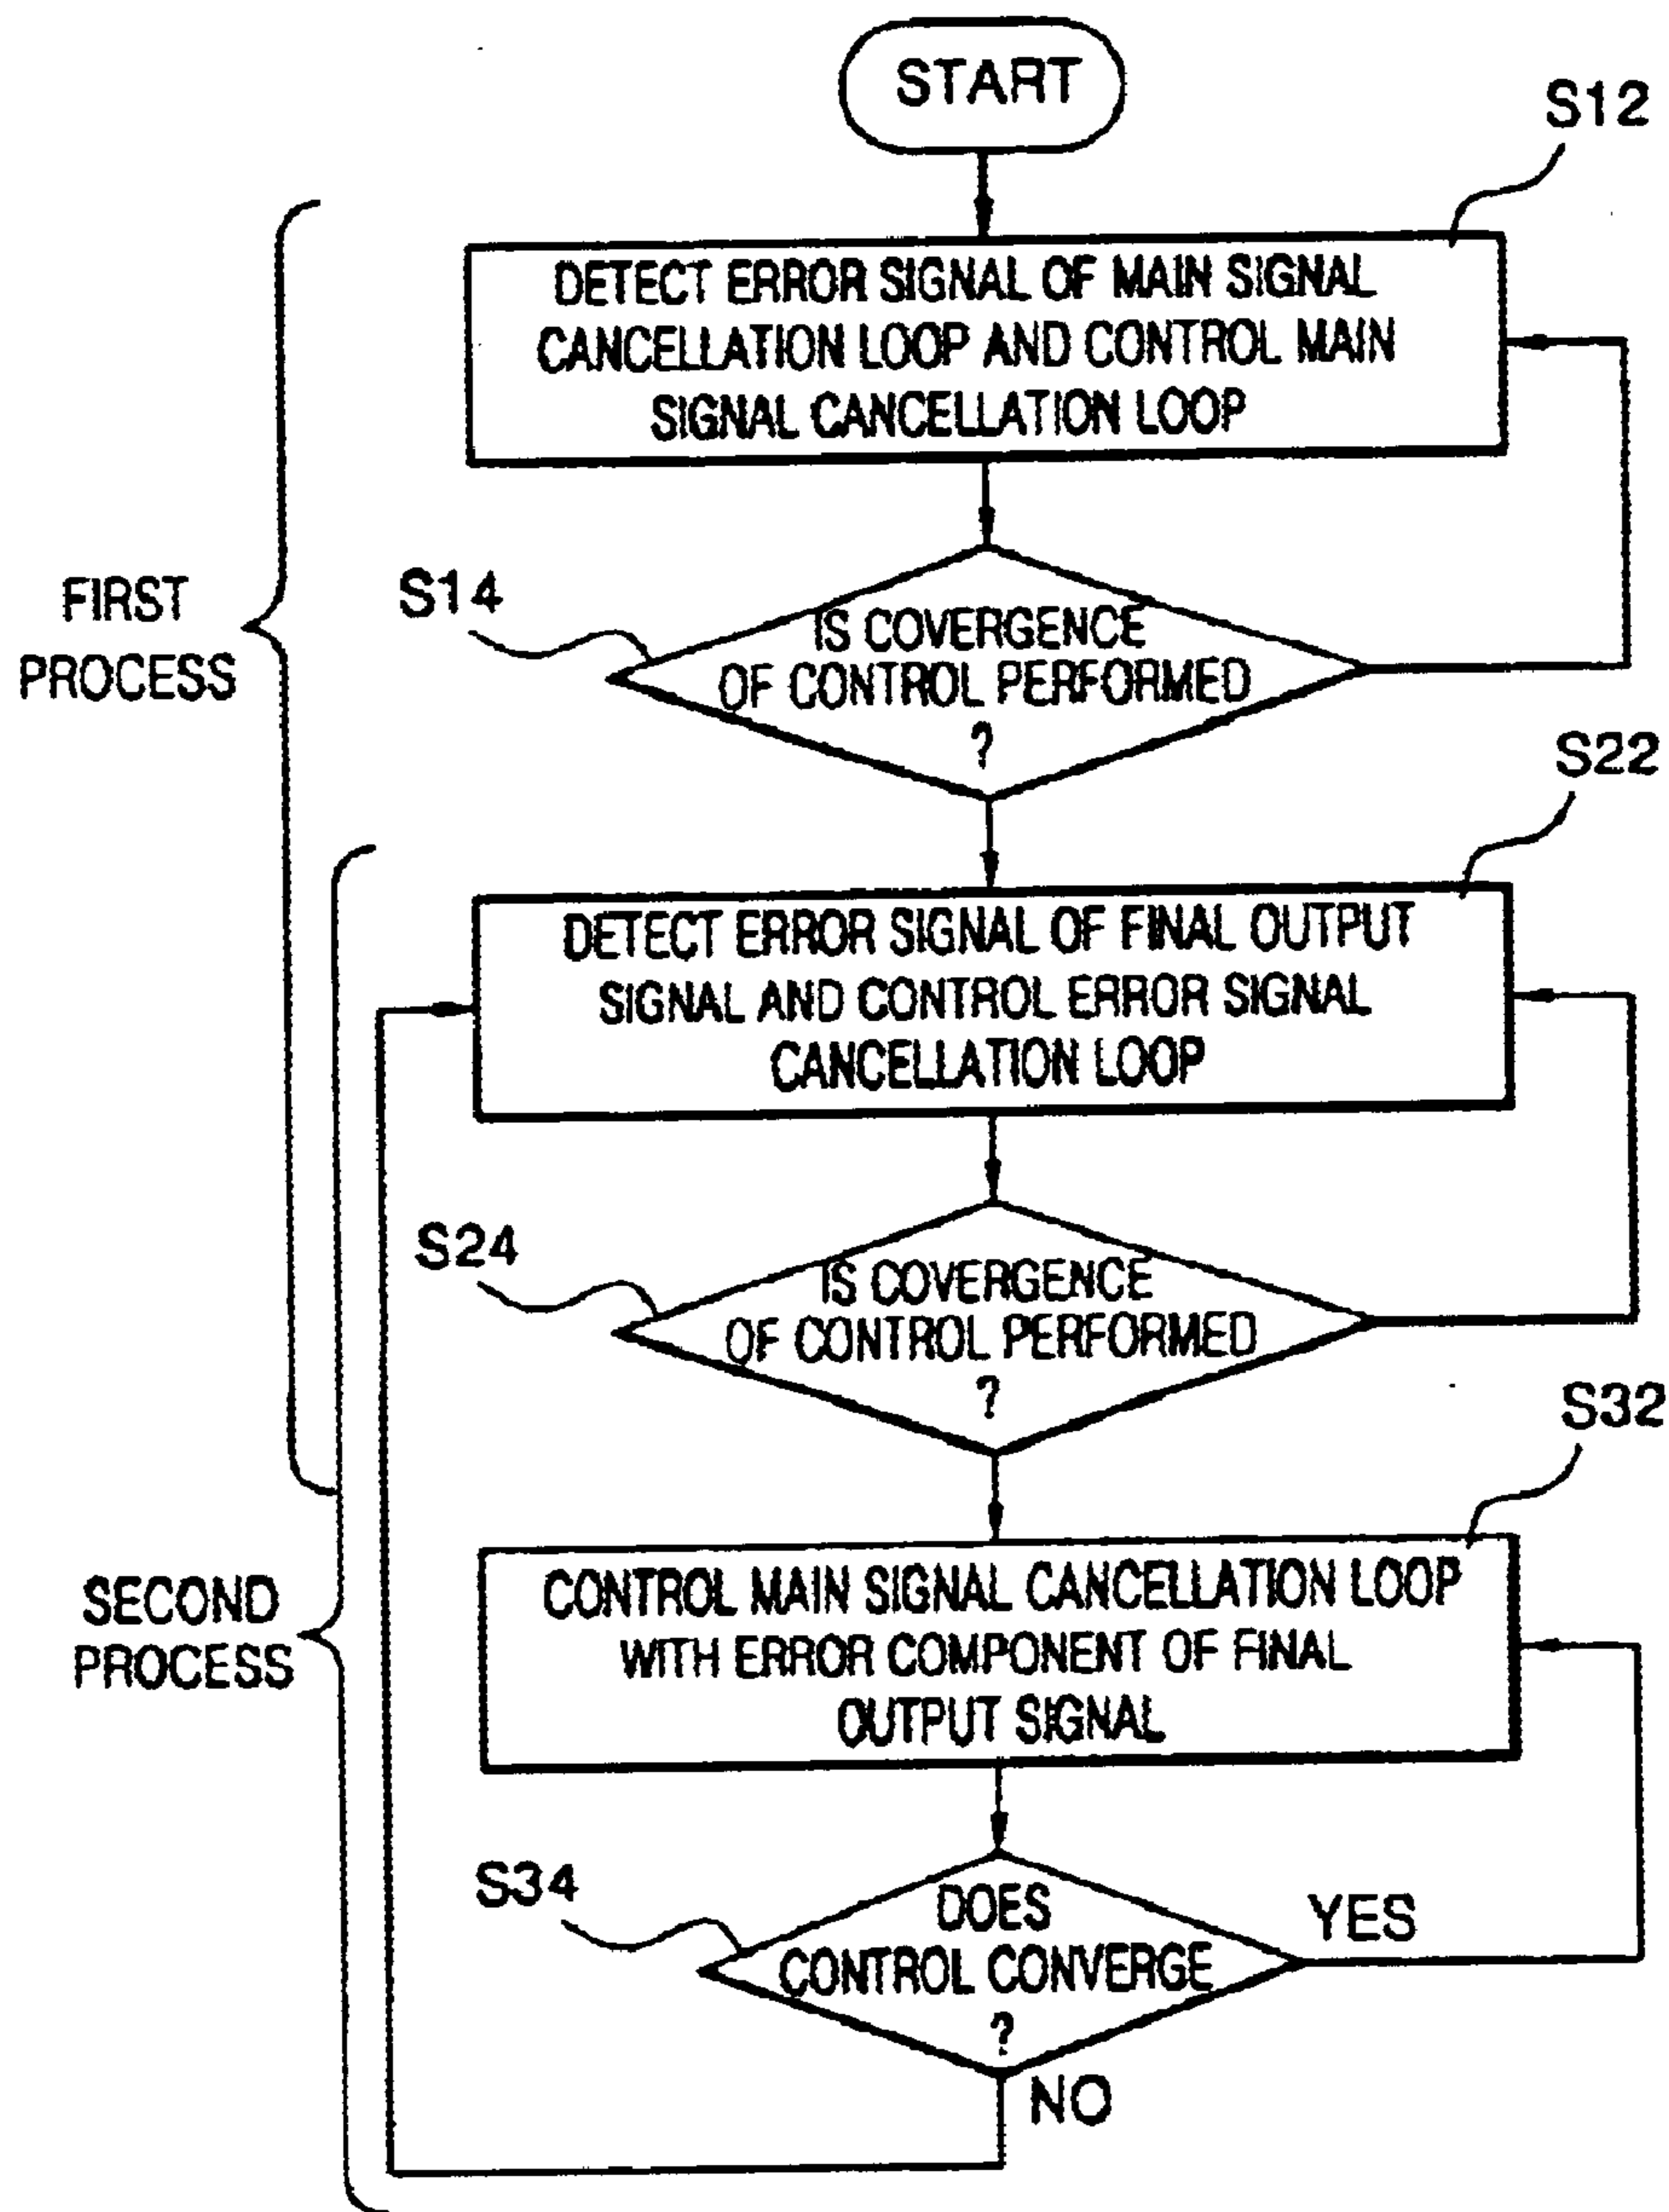 START
S12
DETECT ERROR SIGNAL OF MAIN SIGNAL
CANCELLATION LOOP AND CONTROL MAIN
SIGNAL CANCELLATION LOOP
FIRST
PROCESS
S14
IS COVERGENCE
OF CONTROL PERFORMED
?
S22
DETECT ERROR SIGNAL OF FINAL OUTPUT
SIGNAL AND CONTROL ERROR SIGNAL
CANCELLATION LOOP
S24
IS COVERGENCE
OF CONTROL PERFORMED
?
S32
SECOND
PROCESS
CONTROL MAIN SIGNAL CANCELLATION LOOP
WITH ERROR COMPONENT OF FINAL
OUTPUT SIGNAL
S34
DOES
CONTROL CONVERGE
?
YES
NO